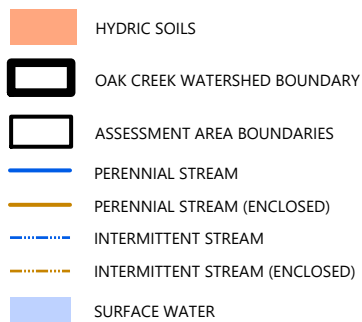 HYDRIC SOILS
OAK CREEK WATERSHED BOUNDARY
ASSESSMENT AREA BOUNDARIES
PERENNIAL STREAM
PERENNIAL STREAM (ENCLOSED)
INTERMITTENT STREAM
INTERMITTENT STREAM (ENCLOSED)
SURFACE WATER